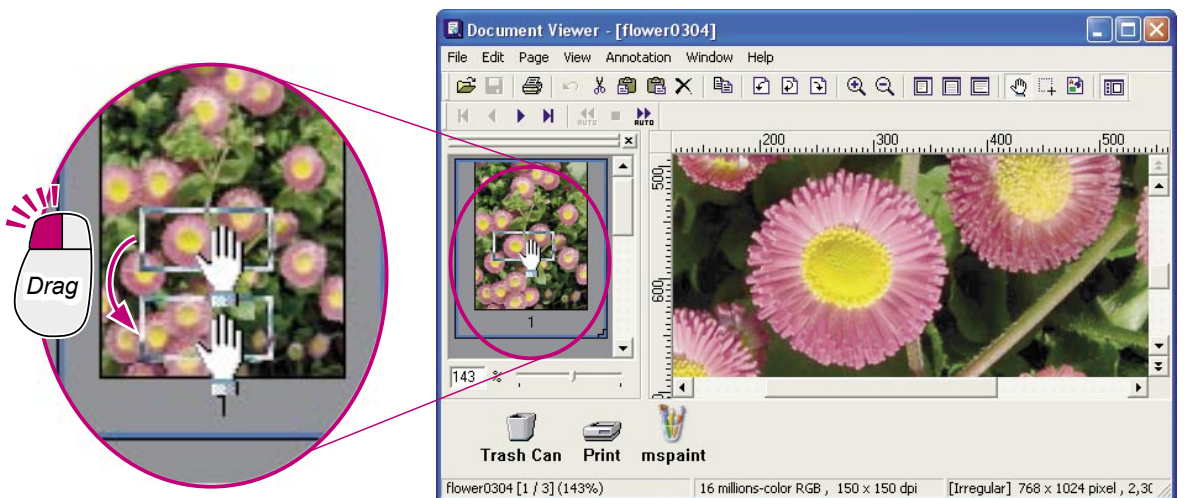 Document Viewer - [flower0304]
File Edit Page View Annotation Window Help
AUTO AUTO
200 300 400 500
500
600
1
143 %
Drag
1
Trash Can Print mspaint
flower0304 [1 / 3] (143%) 16 millions-color RGB , 150 x 150 dpi [Irregular] 768 x 1024 pixel , 2,30